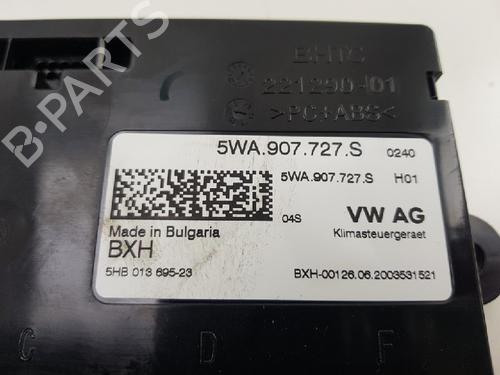 BHTC
221290-01
>PC+ABS<
5WA.907.727.S 0240
5WA.907.727.S H01
04S VW AG
Made in Bulgaria Klimasteuergeraet
BXH
5HB 013 695-23 BXH-00126.06.2003531521
C D F
B-PARTS